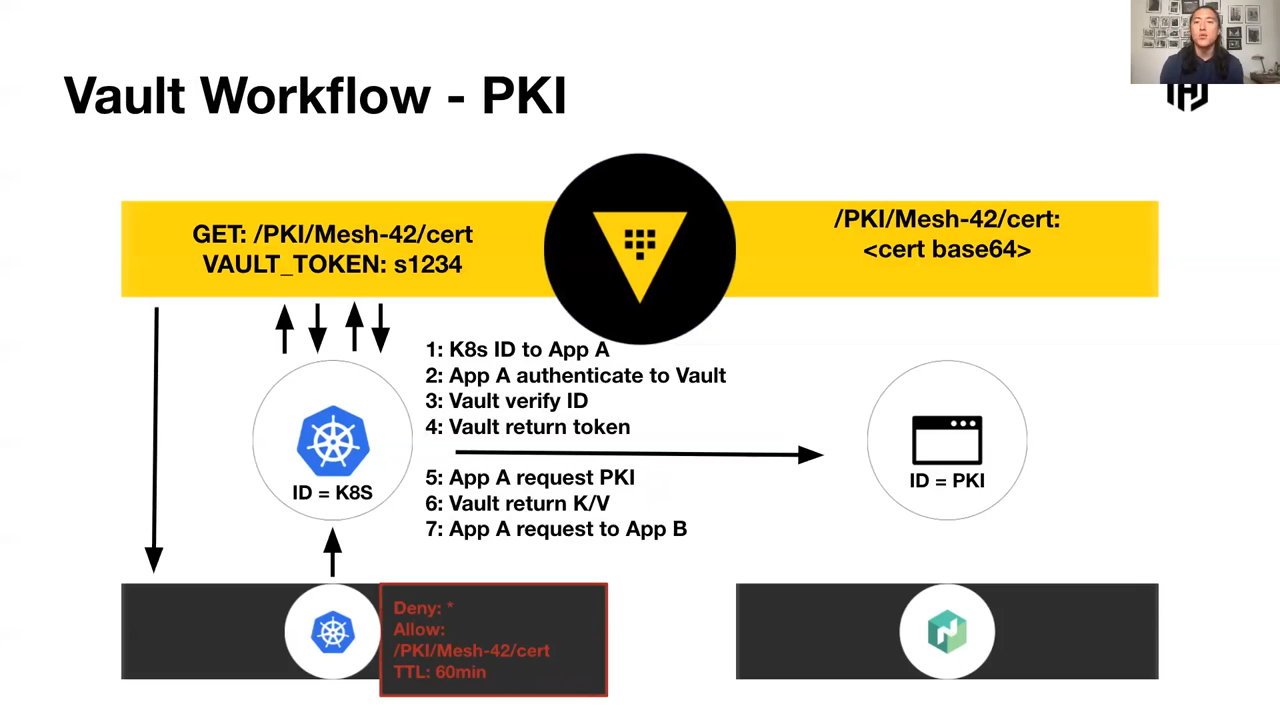 Vault Workflow - PKI
GET: /PKI/Mesh-42/cert
VAULT_TOKEN: s1234
/PKI/Mesh-42/cert:
<cert base64>
1: K8s ID to App A
2: App A authenticate to Vault
3: Vault verify ID
4: Vault return token
5: App A request PKI
6: Vault return K/V
7: App A request to App B
ID = K8S
ID = PKI
Deny: *
Allow:
/PKI/Mesh-42/cert
TTL: 60min